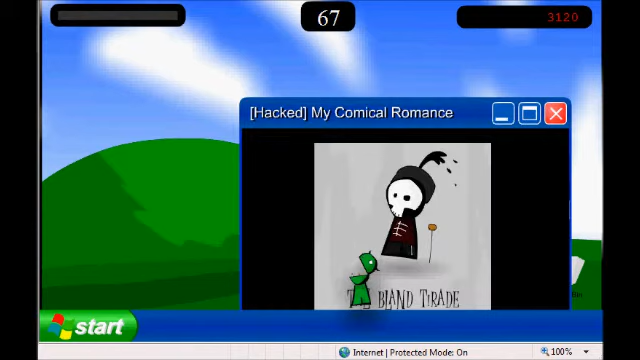 67
3120
[Hacked] My Comical Romance
BLAND TIRADE
start
Internet | Protected Mode: On
100%